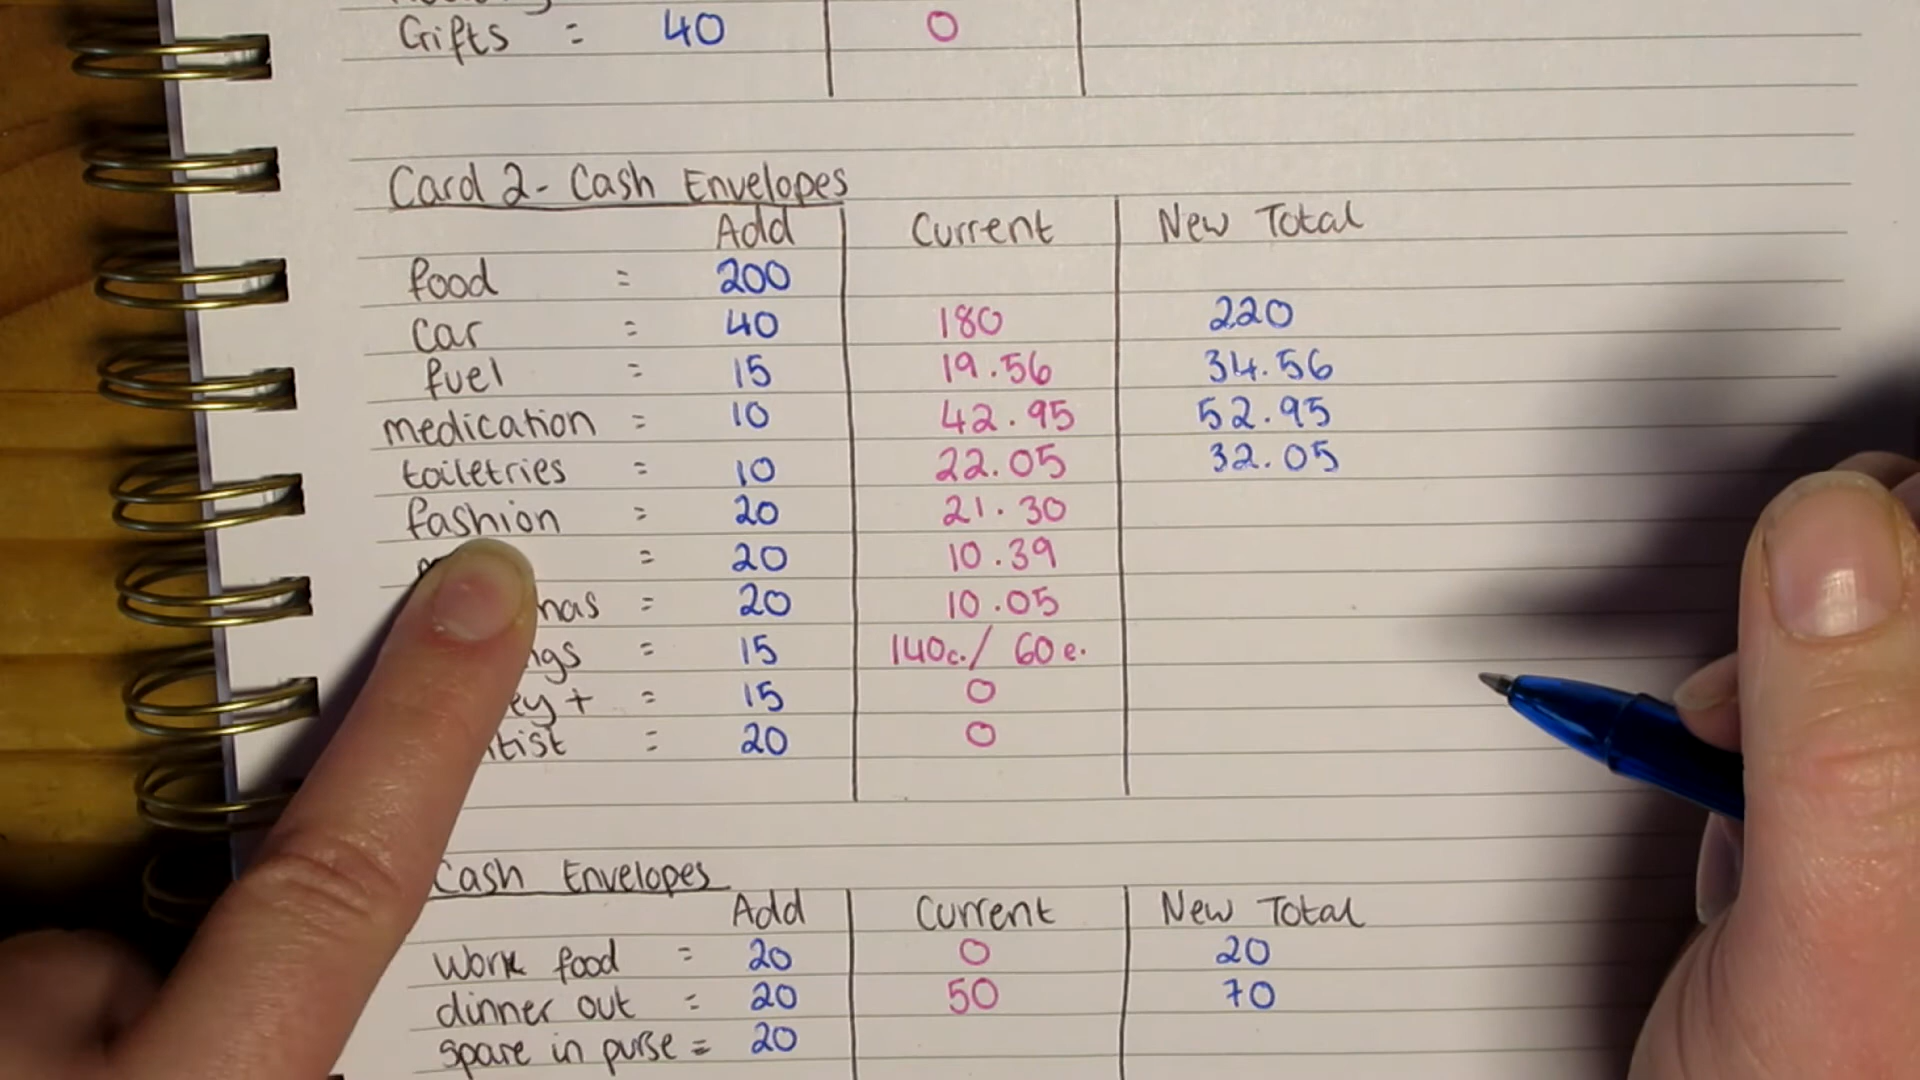 Gifts = 40 0
Card 2 - Cash Envelopes
Add Current New Total
food = 200
car = 40 180 220
fuel = 15 19.56 34.56
medication = 10 42.95 52.95
toiletries = 10 22.05 32.05
fashion = 20 21.30
= 20 10.39
= 20 10.05
= 15 140c./ 60e.
+ = 15 0
= 20 0
Cash Envelopes
Add Current New Total
Work food = 20 0 20
dinner out = 20 50 70
spare in purse = 20